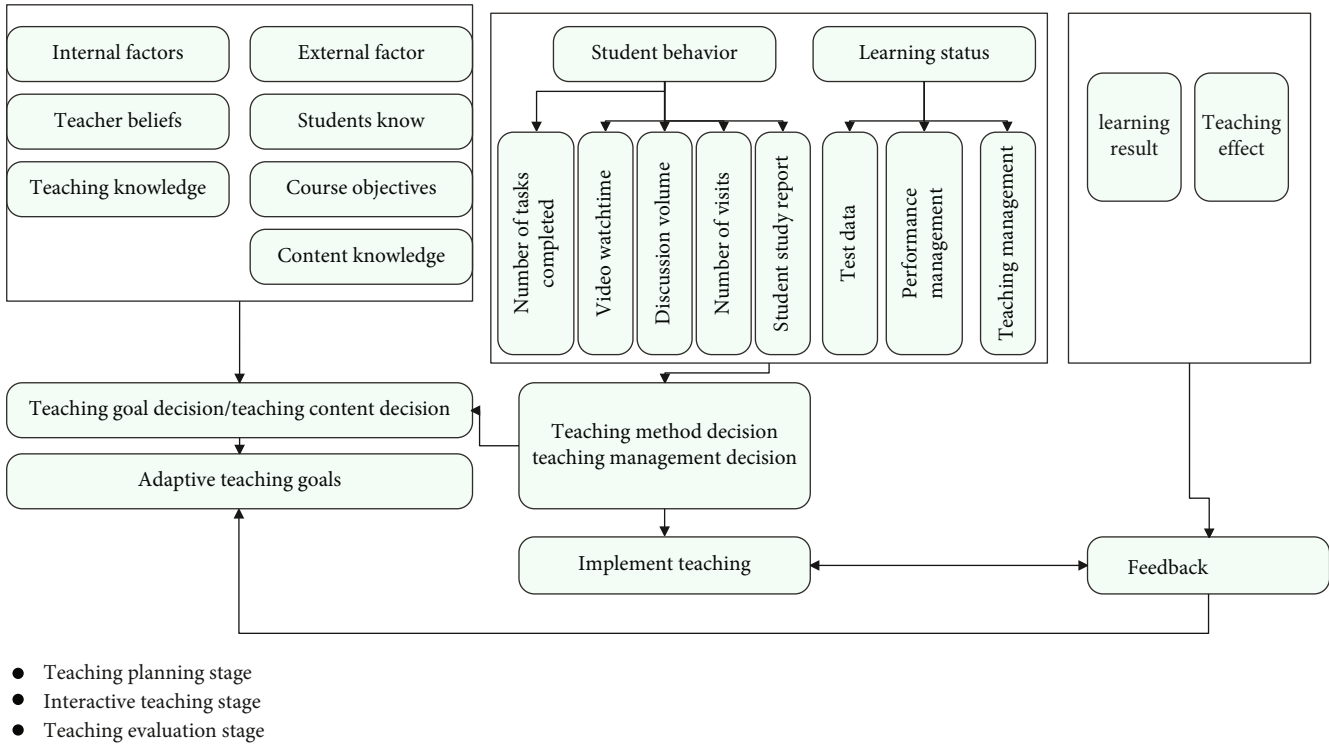 Internal factors
External factor
Teacher beliefs
Students know
Teaching knowledge
Course objectives
Content knowledge
Student behavior
Learning status
Number of tasks
completed
Video watchtime
Discussion volume
Number of visits
Student study report
Test data
Performance
management
Teaching management
learning
result
Teaching
effect
Teaching goal decision/teaching content decision
Adaptive teaching goals
Teaching method decision
teaching management decision
Implement teaching
Feedback
Teaching planning stage
Interactive teaching stage
Teaching evaluation stage